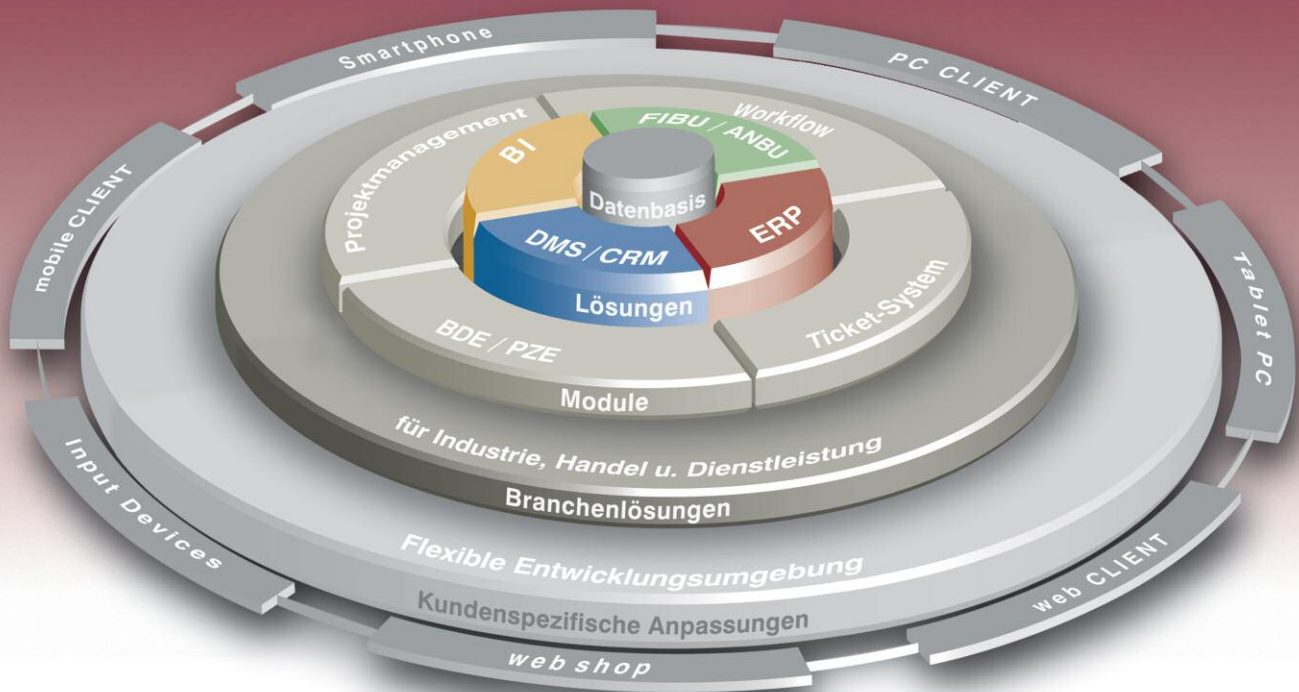 Smartphone
PC CLIENT
mobile CLIENT
Projektmanagement
Workflow
BI
FIBU / ANBU
Datenbasis
DMS / CRM
ERP
Lösungen
Tablet PC
BDE / PZE
Ticket-System
Module
für Industrie, Handel u. Dienstleistung
Branchenlösungen
Input Devices
Flexible Entwicklungsumgebung
web CLIENT
Kundenspezifische Anpassungen
web shop